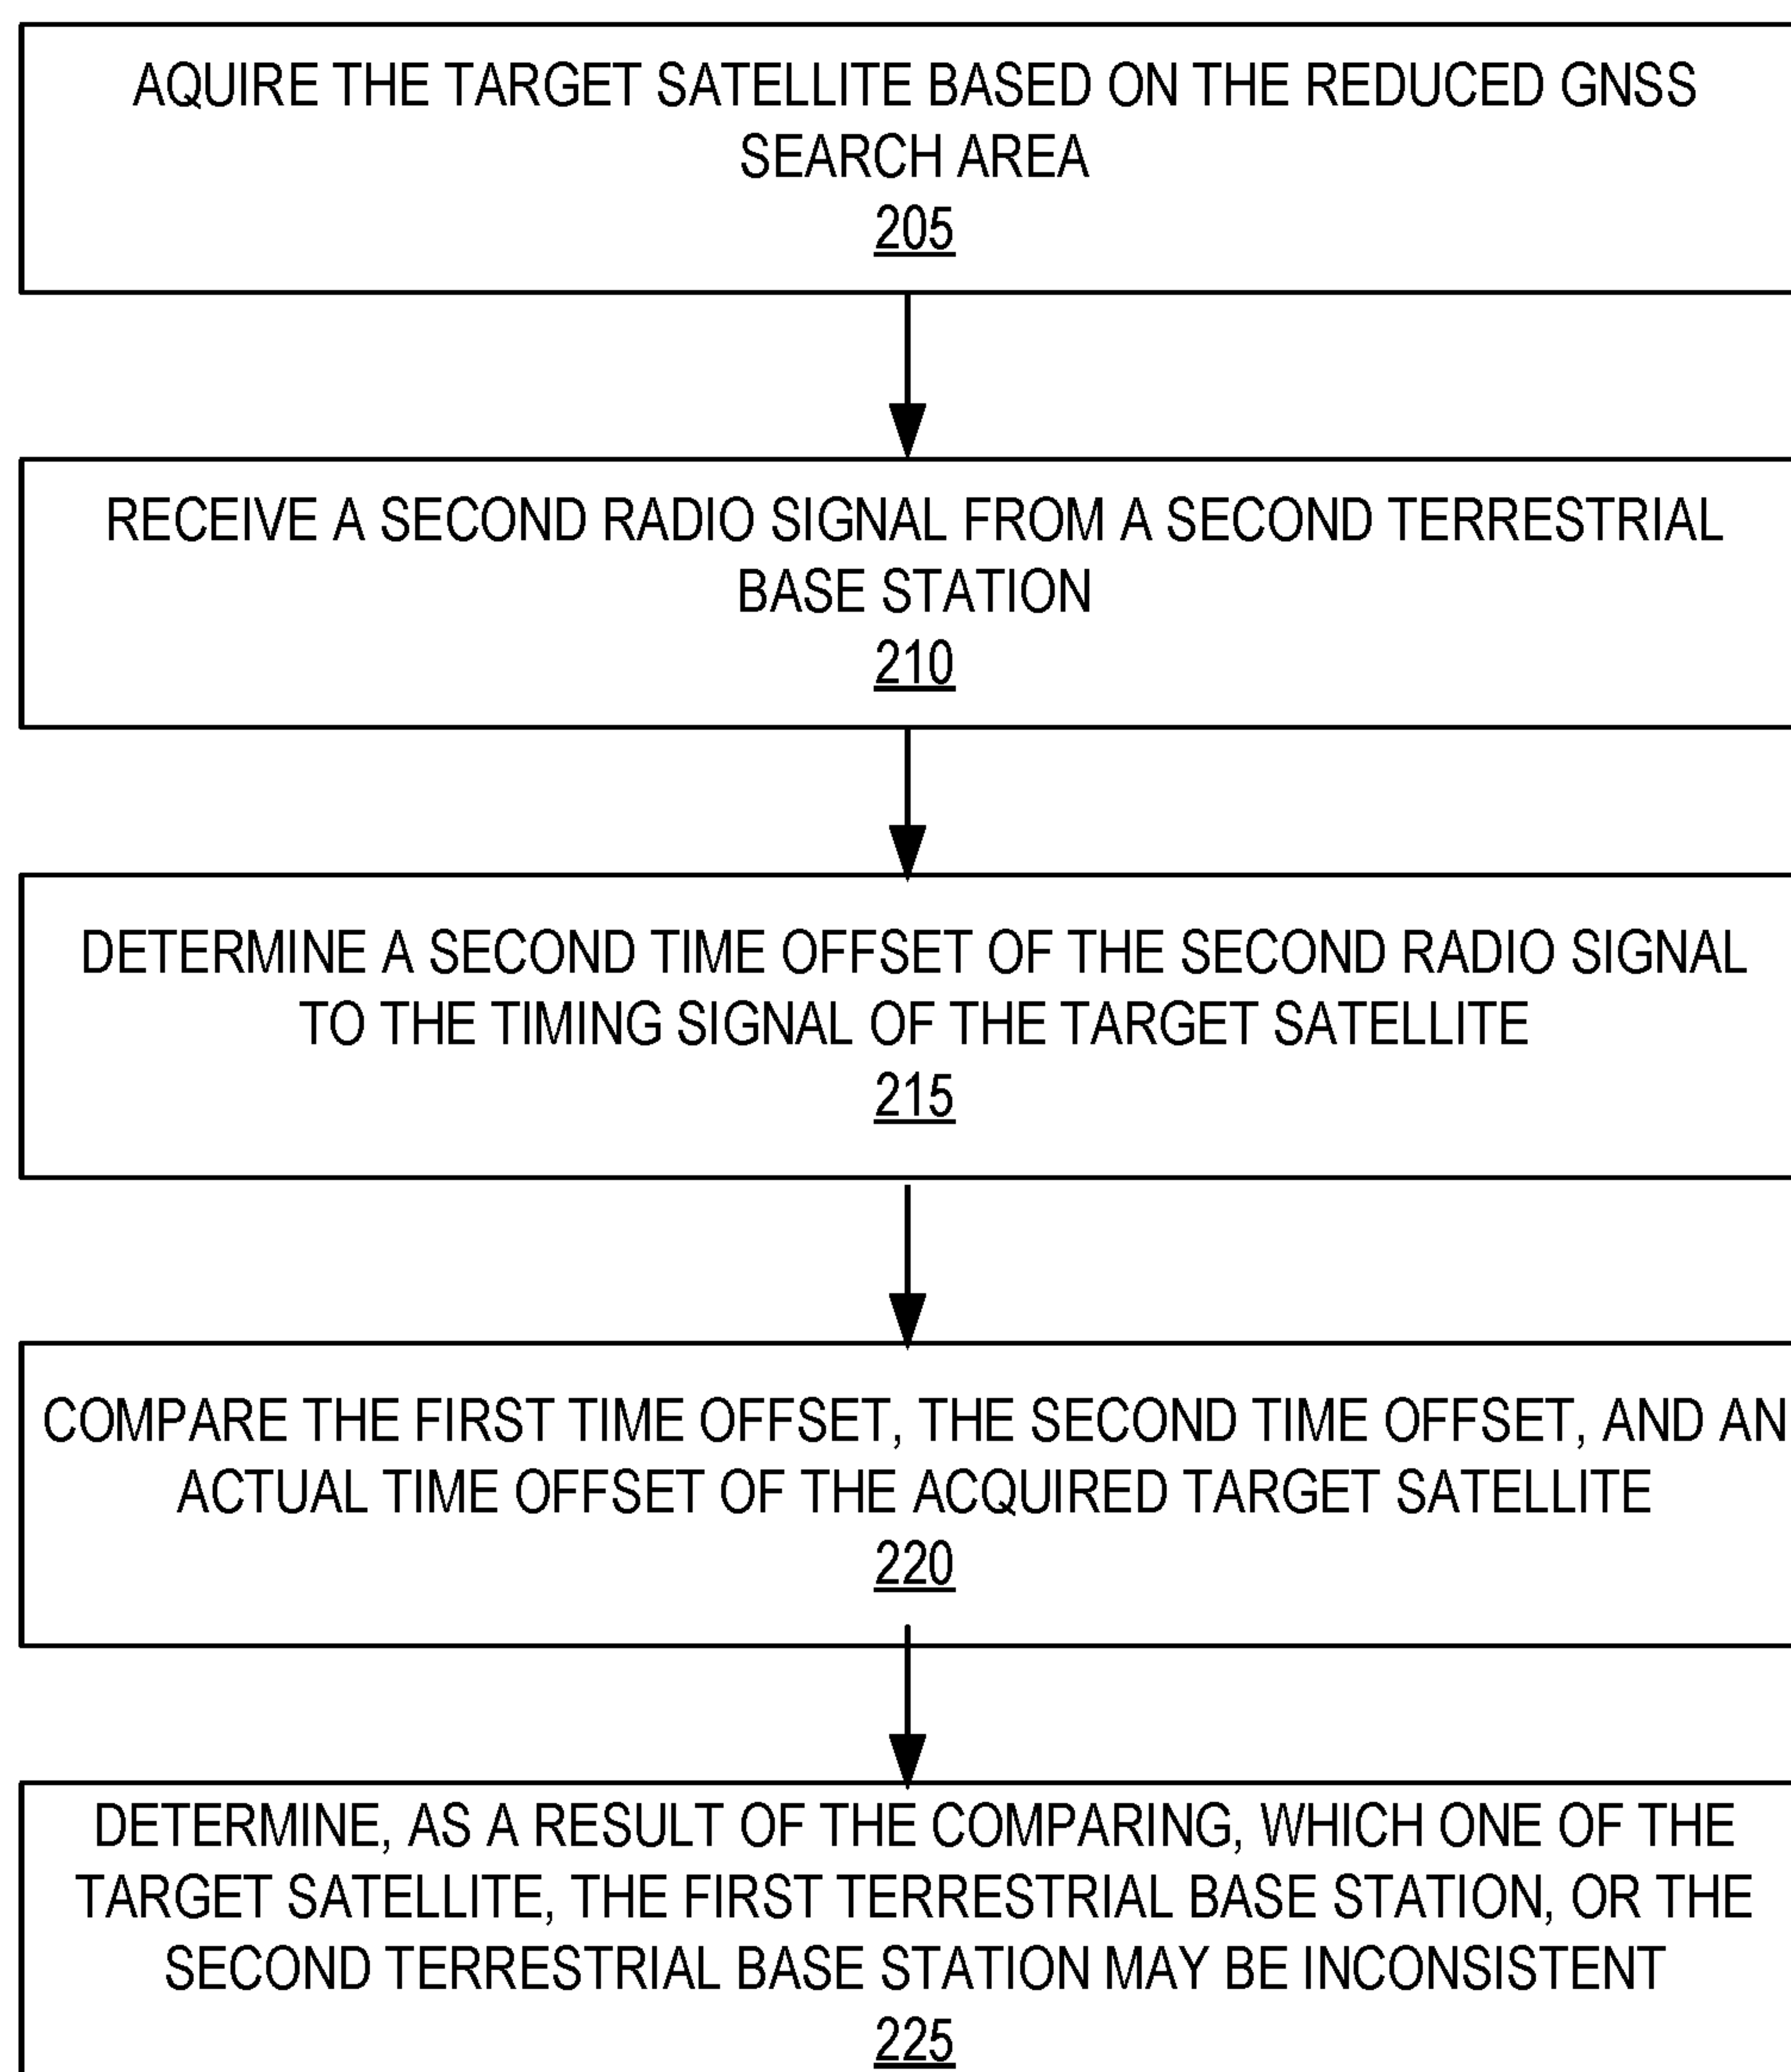 AQUIRE THE TARGET SATELLITE BASED ON THE REDUCED GNSS
SEARCH AREA
205
RECEIVE A SECOND RADIO SIGNAL FROM A SECOND TERRESTRIAL
BASE STATION
210
DETERMINE A SECOND TIME OFFSET OF THE SECOND RADIO SIGNAL
TO THE TIMING SIGNAL OF THE TARGET SATELLITE
215
COMPARE THE FIRST TIME OFFSET, THE SECOND TIME OFFSET, AND AN
ACTUAL TIME OFFSET OF THE ACQUIRED TARGET SATELLITE
220
DETERMINE, AS A RESULT OF THE COMPARING, WHICH ONE OF THE
TARGET SATELLITE, THE FIRST TERRESTRIAL BASE STATION, OR THE
SECOND TERRESTRIAL BASE STATION MAY BE INCONSISTENT
225